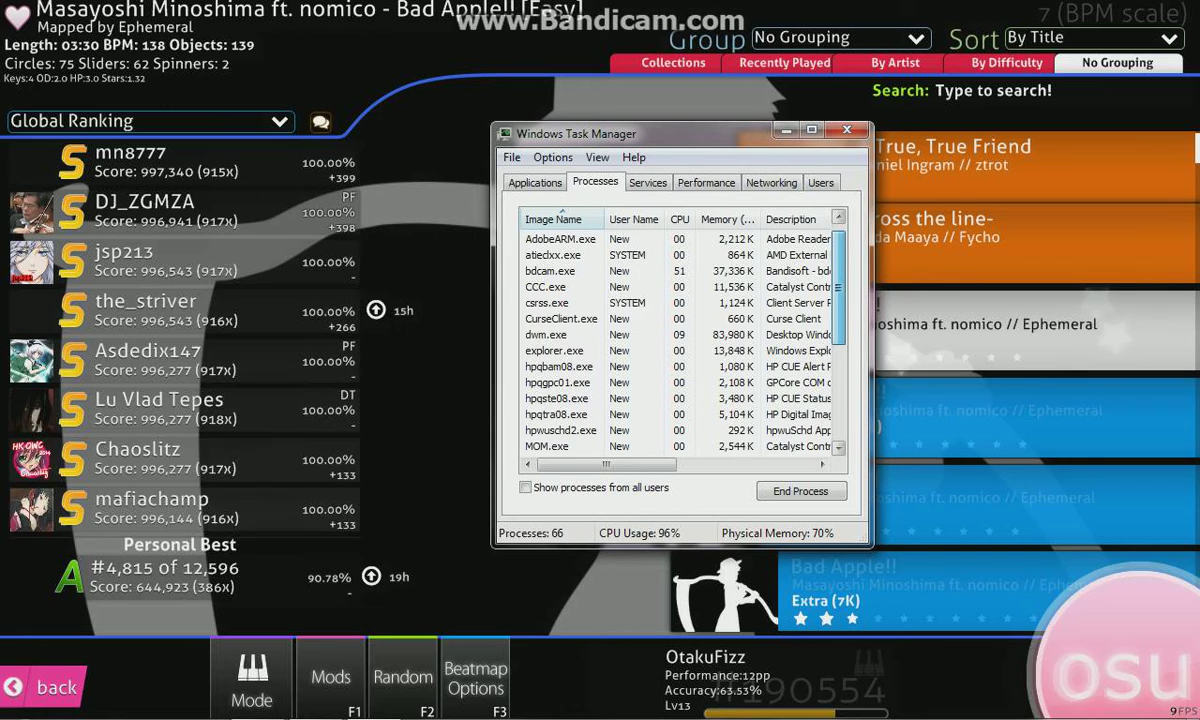 Masayoshi Minoshima ft. nomico - Bad Apple!! [Easy]
www.Bandicam.com
7 (BPM scale)
Mapped by Ephemeral
Length: 03:30 BPM: 138 Objects: 139
Circles: 75 Sliders: 62 Spinners: 2
Keys:4 OD:2.0 HP:3.0 Stars:1.32
Group No Grouping
Sort By Title
Collections Recently Played By Artist By Difficulty No Grouping
Search: Type to search!
Global Ranking
mn8777
Score: 997,340 (915x)
100.00%
+399
DJ_ZGMZA
Score: 996,941 (917x)
PF
100.00%
+398
jsp213
Score: 996,543 (917x)
100.00%
-
the_striver
Score: 996,543 (916x)
100.00%
+266
15h
Asdedix147
Score: 996,277 (917x)
PF
100.00%
-
Lu Vlad Tepes
Score: 996,277 (918x)
DT
100.00%
-
Chaoslitz
Score: 996,277 (917x)
100.00%
+133
mafiachamp
Score: 996,144 (916x)
100.00%
+133
Personal Best
A
#4,815 of 12,596
Score: 644,923 (386x)
90.78%
-
19h
Windows Task Manager
File Options View Help
Applications Processes Services Performance Networking Users
Image Name User Name CPU Memory (... Description
AdobeARM.exe New 00 2,212 K Adobe Reader
atieclxx.exe SYSTEM 00 864 K AMD External
bdcam.exe New 51 37,336 K Bandisoft - bdc
CCC.exe New 00 11,536 K Catalyst Contr
csrss.exe SYSTEM 00 1,124 K Client Server F
CurseClient.exe New 00 660 K Curse Client
dwm.exe New 09 83,980 K Desktop Windo
explorer.exe New 00 13,848 K Windows Explo
hpqbam08.exe New 00 1,080 K HP CUE Alert P
hpqgpc01.exe New 00 2,108 K GPCore COM o
hpqste08.exe New 00 3,480 K HP CUE Status
hpqtra08.exe New 00 5,104 K HP Digital Imag
hpwuschd2.exe New 00 292 K hpwuSchd App
MOM.exe New 00 2,544 K Catalyst Contr
Show processes from all users
End Process
Processes: 66 CPU Usage: 96% Physical Memory: 70%
True, True Friend
niel Ingram // ztrot
ross the line-
da Maaya // Fycho
!
oshima ft. nomico // Ephemeral
noshima ft. nomico // Ephemeral
)
noshima ft. nomico // Ephemeral
Bad Apple!!
Masayoshi Minoshima ft. nomico // Ephe
Extra (7K)
back
Mode
Mods
F1
Random
F2
Beatmap
Options
F3
OtakuFizz
Performance:12pp
Accuracy:63.53%
Lv13
#190554
osu
9FPS